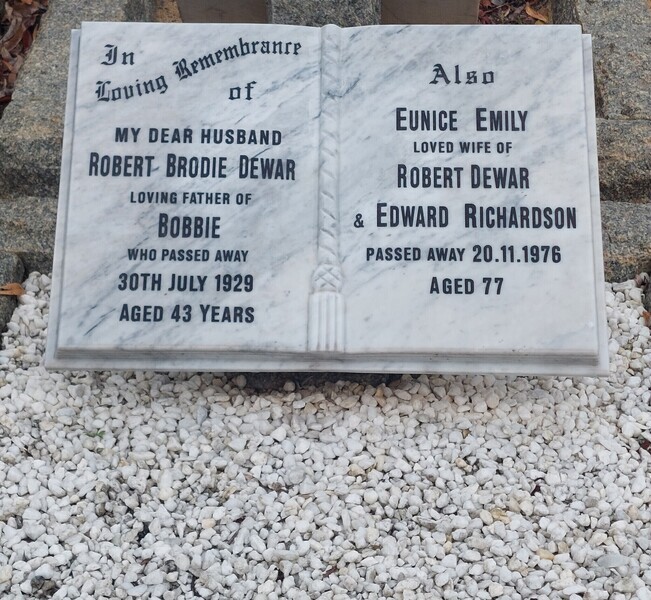 In
Loving Remembrance
of
MY DEAR HUSBAND
ROBERT BRODIE DEWAR
LOVING FATHER OF
BOBBIE
WHO PASSED AWAY
30TH JULY 1929
AGED 43 YEARS
Also
EUNICE EMILY
LOVED WIFE OF
ROBERT DEWAR
& EDWARD RICHARDSON
PASSED AWAY 20.11.1976
AGED 77